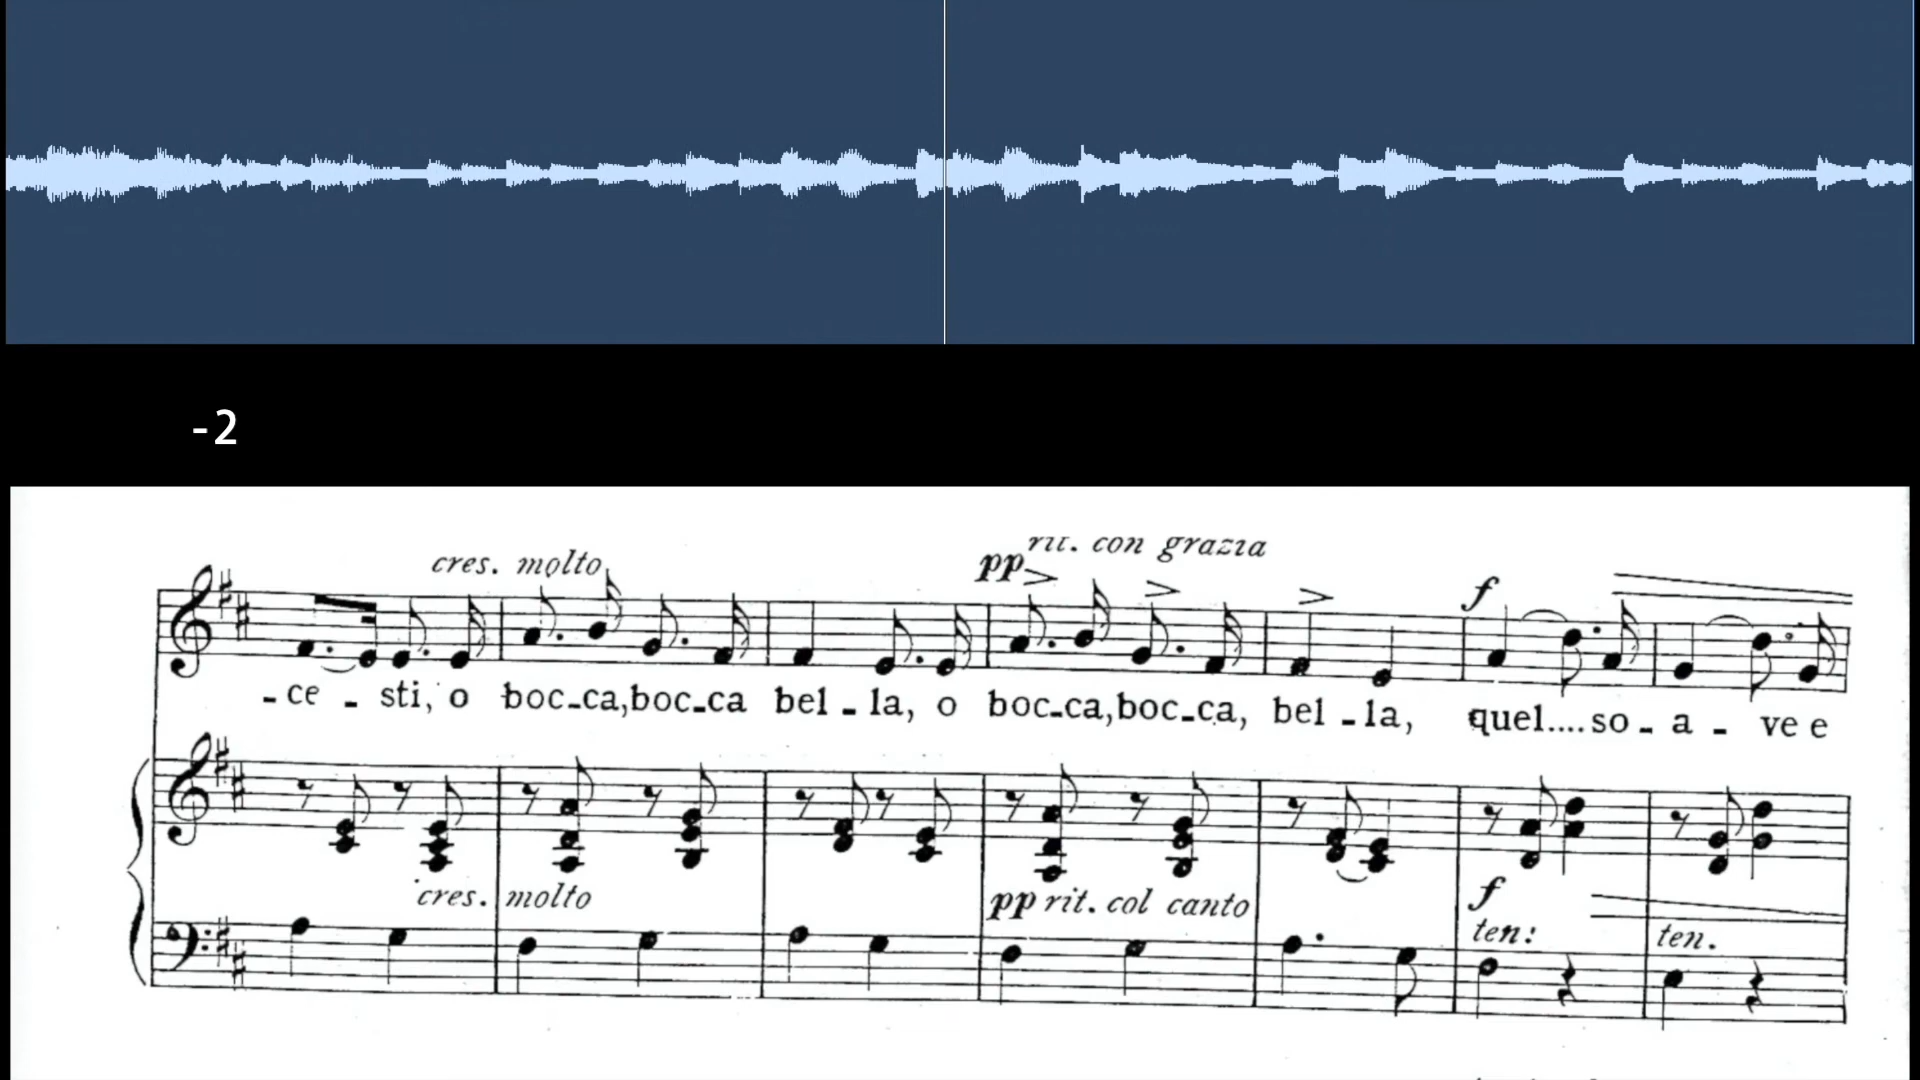 -2
rit. con grazia
cres. molto
pp
f
- ce - sti, o boc-ca,boc-ca bel - la, o boc-ca,boc-ca, bel - la, quel....so - a - ve e
cres. molto
pp rit. col canto
f
ten:
ten.